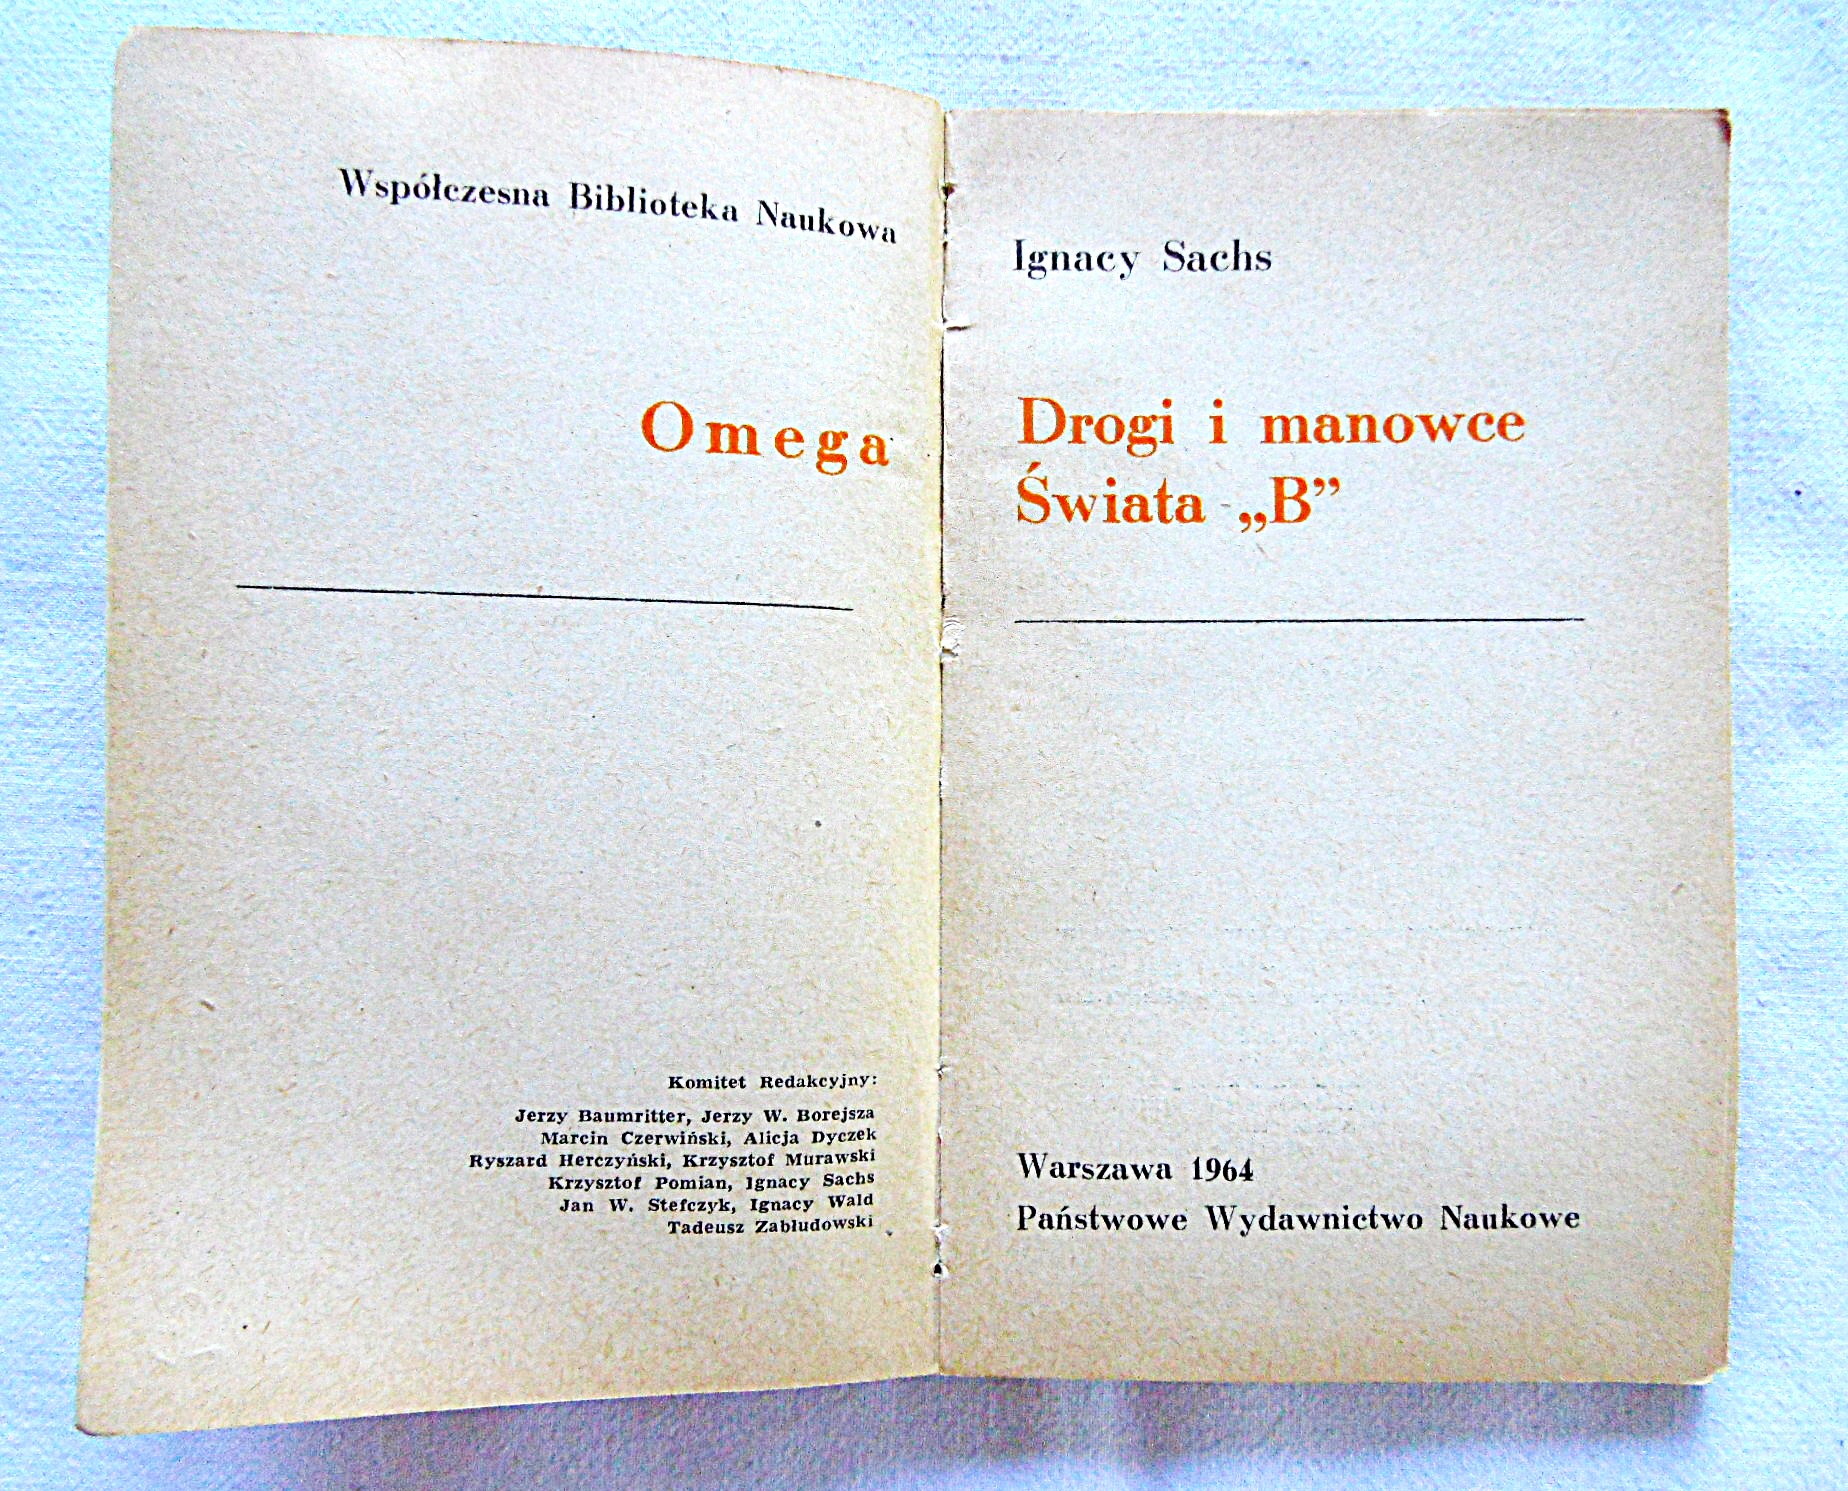 Współczesna Biblioteka Naukowa
Omega
Komitet Redakcyjny:
Jerzy Baumritter, Jerzy W. Borejsza
Marcin Czerwiński, Alicja Dyczek
Ryszard Herczyński, Krzysztof Murawski
Krzysztof Pomian, Ignacy Sachs
Jan W. Stefczyk, Ignacy Wald
Tadeusz Zabłudowski
Ignacy Sachs
Drogi i manowce
Świata „B”
Warszawa 1964
Państwowe Wydawnictwo Naukowe